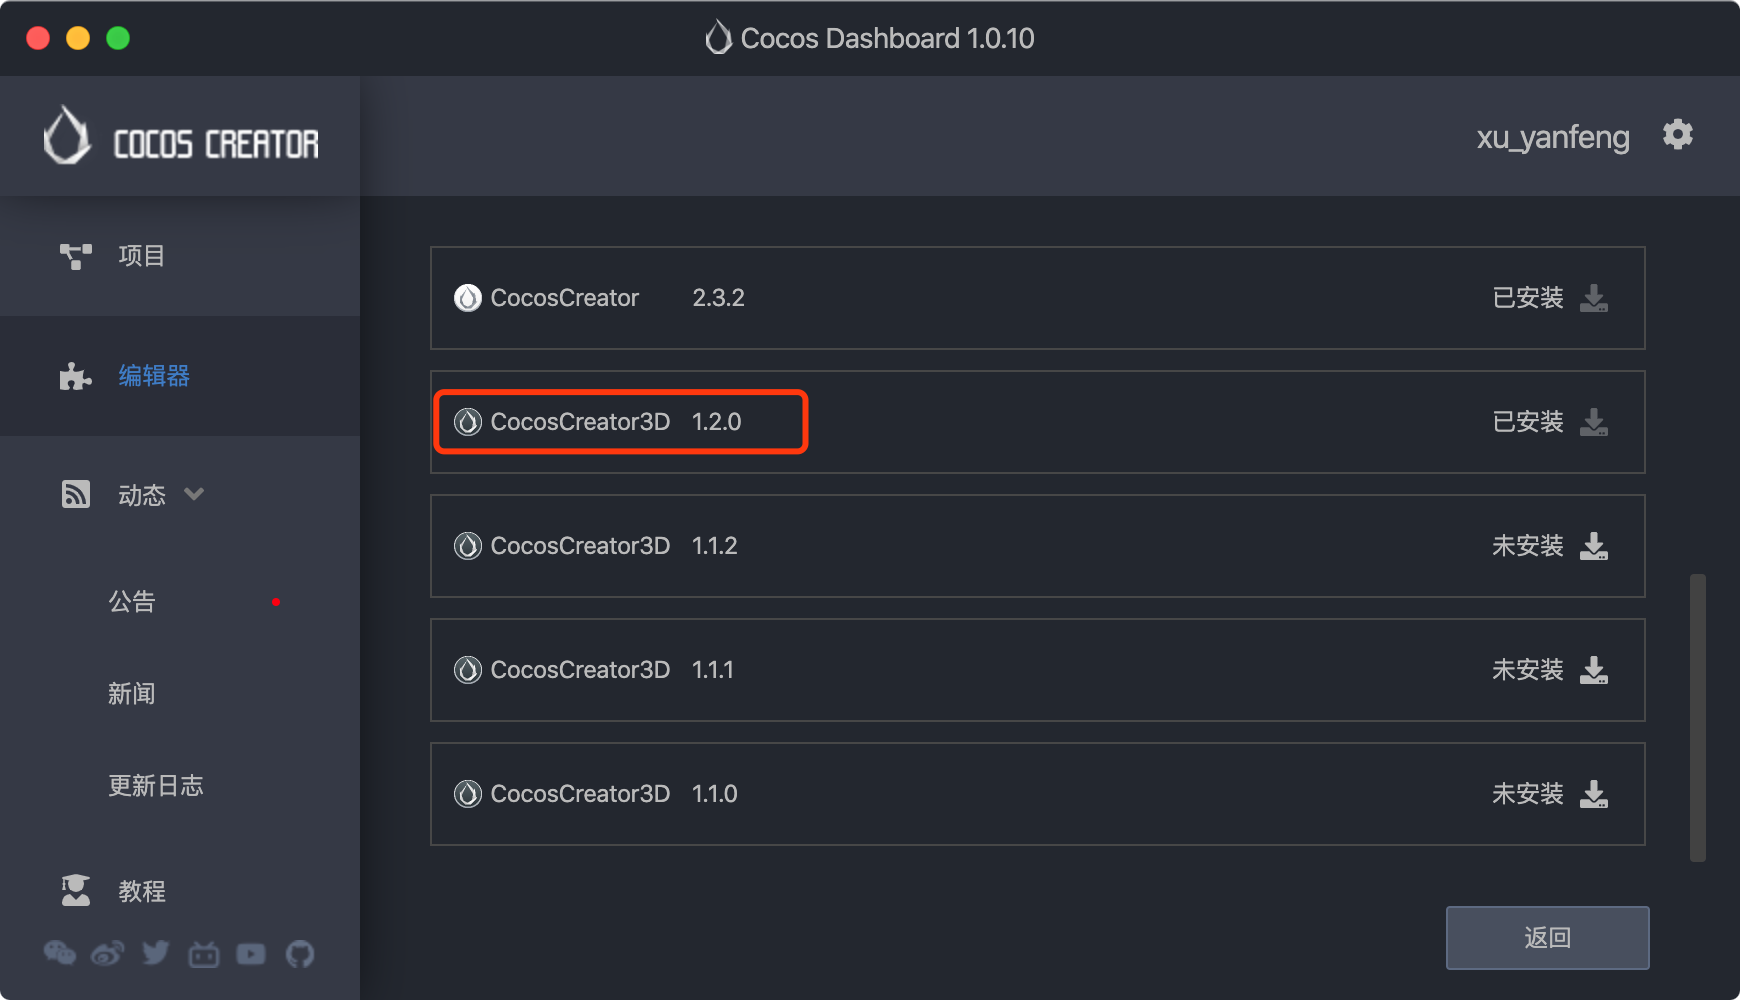 Cocos Dashboard 1.0.10
COCOS CREATOR
xu_yanfeng
项目
编辑器
动态
公告
新闻
更新日志
教程
CocosCreator 2.3.2 已安装
CocosCreator3D 1.2.0 已安装
CocosCreator3D 1.1.2 未安装
CocosCreator3D 1.1.1 未安装
CocosCreator3D 1.1.0 未安装
返回